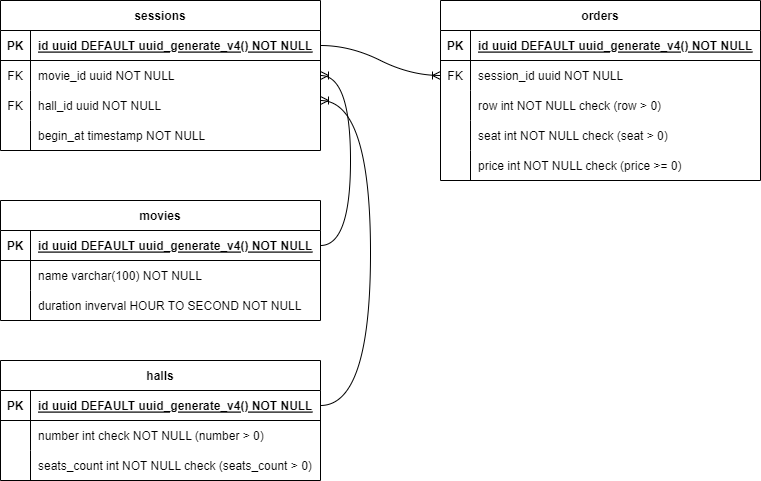 sessions
PK id uuid DEFAULT uuid_generate_v4() NOT NULL
FK movie_id uuid NOT NULL
FK hall_id uuid NOT NULL
begin_at timestamp NOT NULL
orders
PK id uuid DEFAULT uuid_generate_v4() NOT NULL
FK session_id uuid NOT NULL
row int NOT NULL check (row > 0)
seat int NOT NULL check (seat > 0)
price int NOT NULL check (price >= 0)
movies
PK id uuid DEFAULT uuid_generate_v4() NOT NULL
name varchar(100) NOT NULL
duration inverval HOUR TO SECOND NOT NULL
halls
PK id uuid DEFAULT uuid_generate_v4() NOT NULL
number int check NOT NULL (number > 0)
seats_count int NOT NULL check (seats_count > 0)